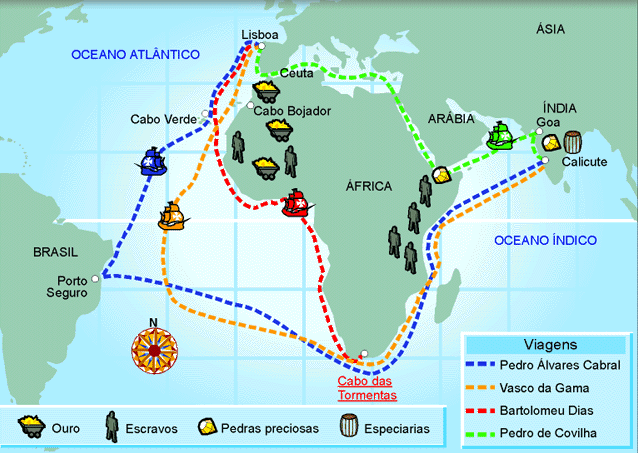 ÁSIA
Lisboa
OCEANO ATLÂNTICO
Ceuta
Cabo Bojador
Cabo Verde
ARÁBIA
ÍNDIA
Goa
Calicute
ÁFRICA
OCEANO ÍNDICO
BRASIL
Porto
Seguro
N
Cabo das
Tormentas
Viagens
Pedro Álvares Cabral
Vasco da Gama
Bartolomeu Dias
Pedro de Covilha
Ouro
Escravos
Pedras preciosas
Especiarias